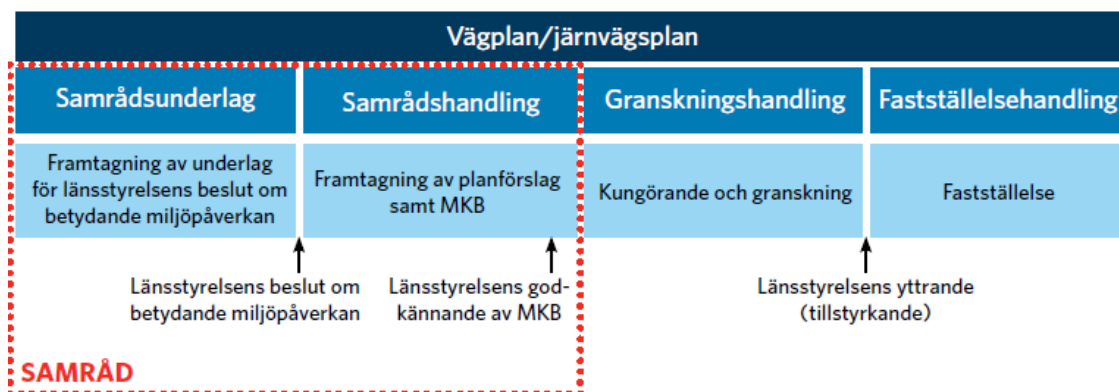 Vägplan/järnvägsplan
Samrådsunderlag
Samrådshandling
Granskningshandling
Fastställelsehandling
Framtagning av underlag
för länsstyrelsens beslut om
betydande miljöpåverkan
Framtagning av planförslag
samt MKB
Kungörande och granskning
Fastställelse
Länsstyrelsens beslut om
betydande miljöpåverkan
Länsstyrelsens god-
kännande av MKB
Länsstyrelsens yttrande
(tillstyrkande)
SAMRÅD